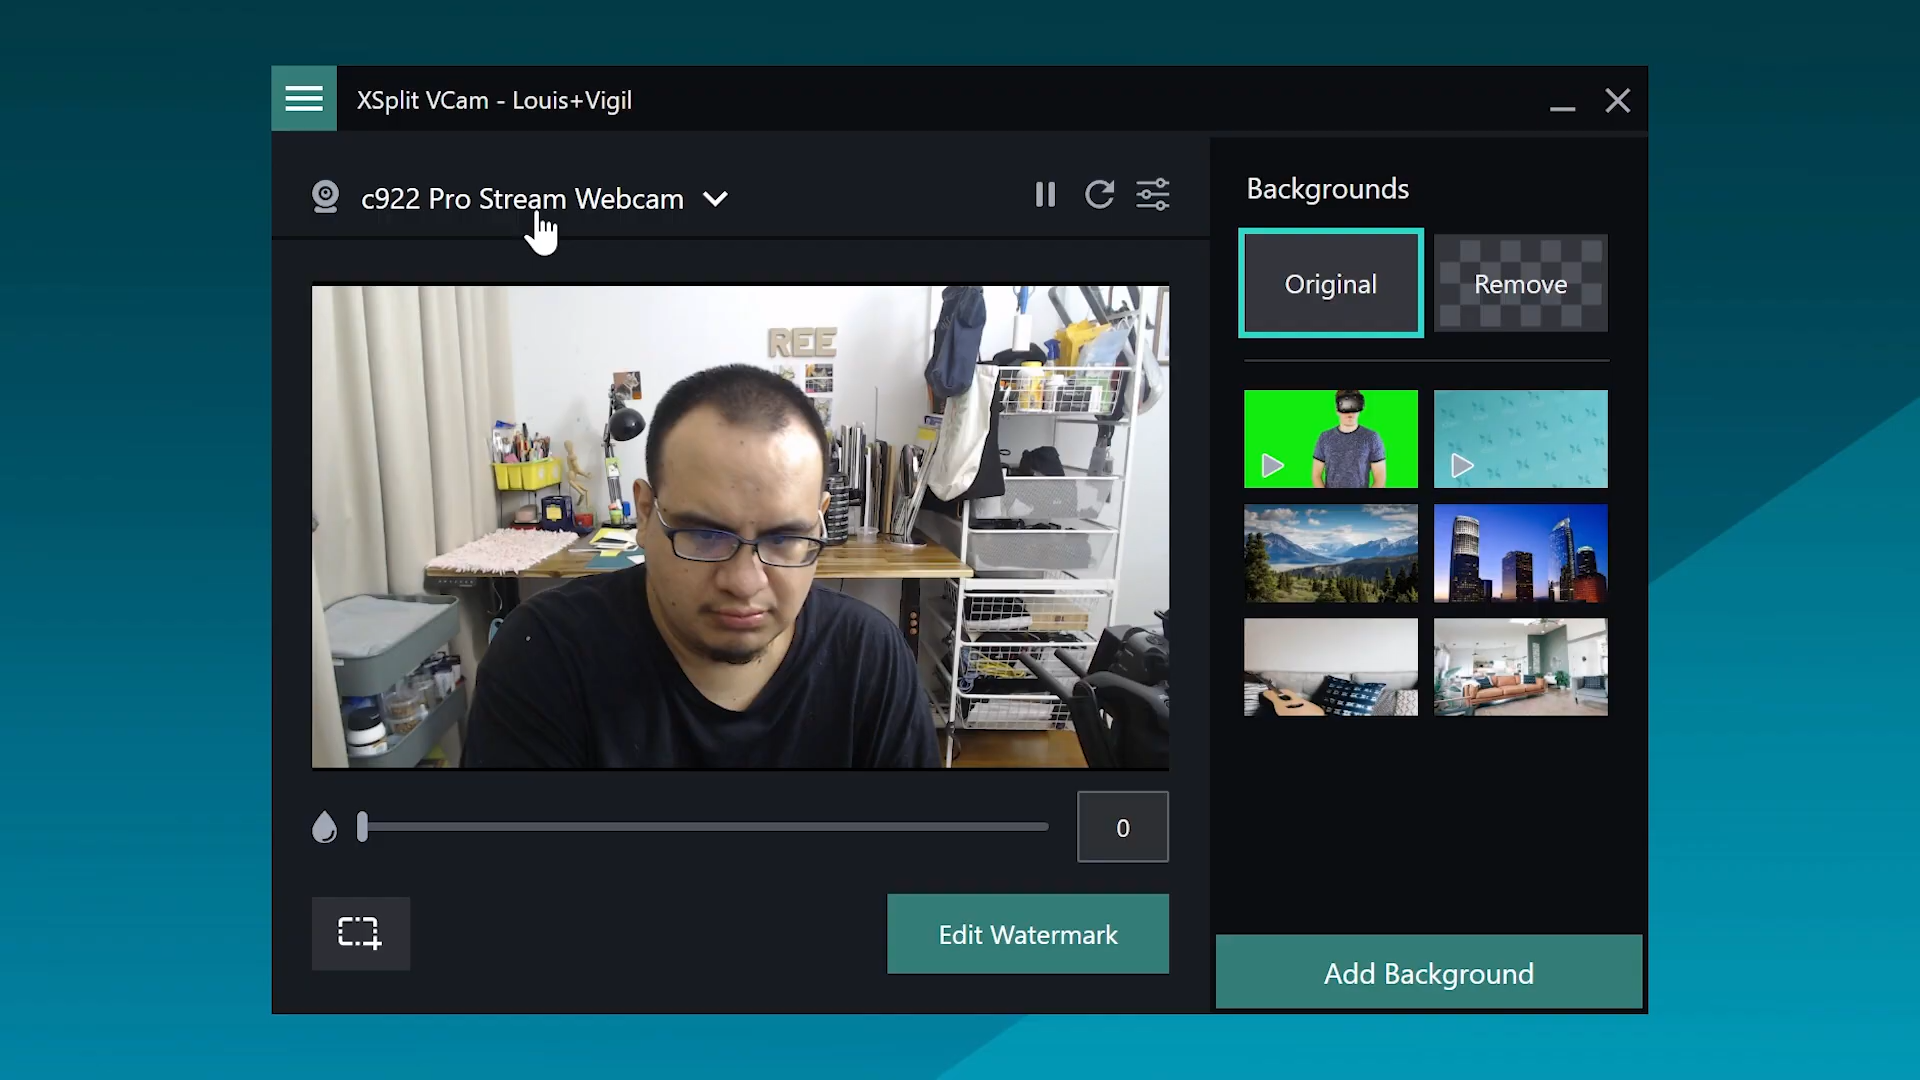 XSplit VCam - Louis+Vigil
c922 Pro Stream Webcam
Backgrounds
Original
Remove
REE
0
Edit Watermark
Add Background